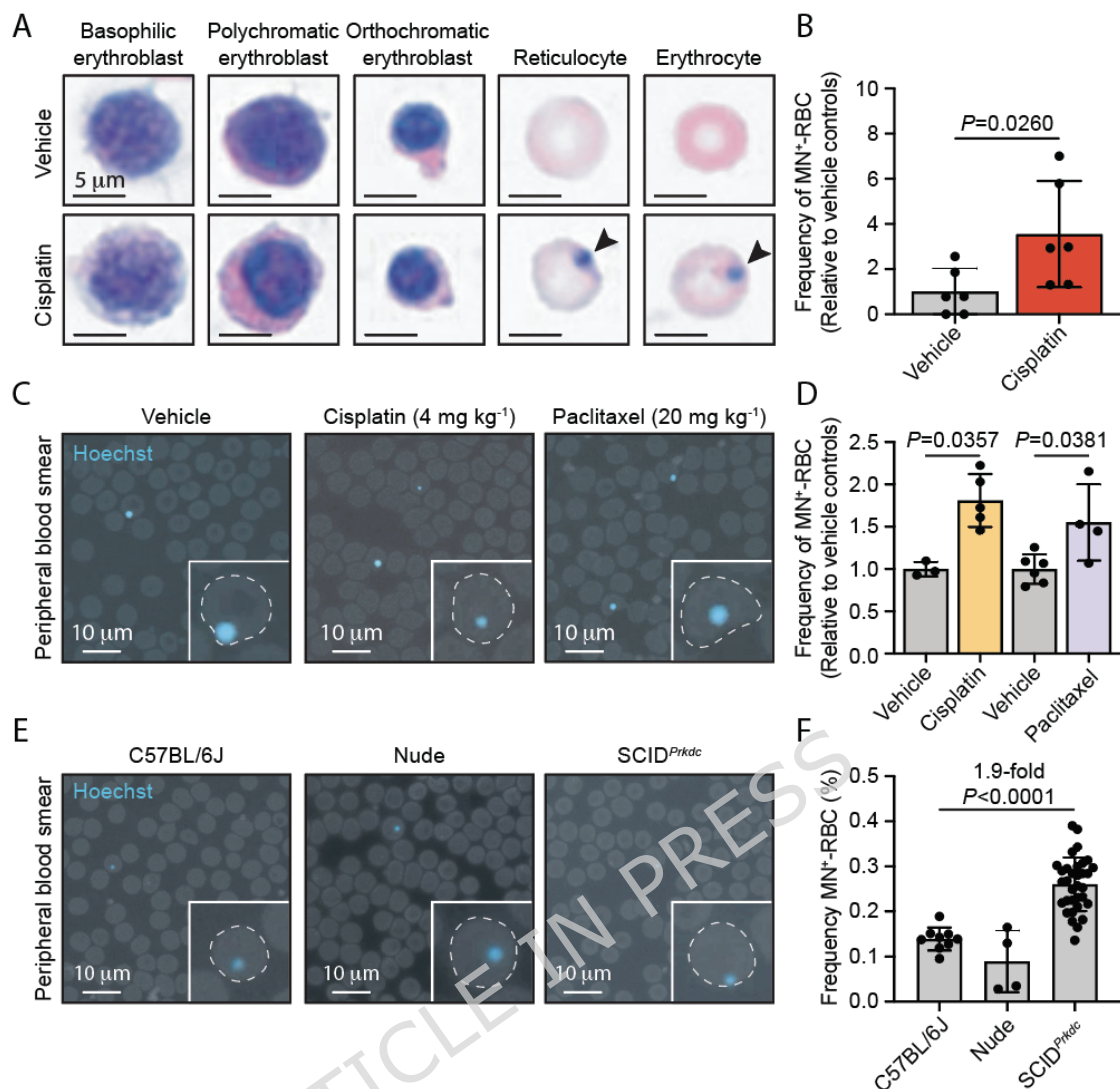 A
Basophilic erythroblast
Polychromatic erythroblast
Orthochromatic erythroblast
Reticulocyte
Erythrocyte
Vehicle
5 μm
Cisplatin
B
Frequency of MN⁺-RBC
(Relative to vehicle controls)
10
8
6
4
2
0
P=0.0260
Vehicle
Cisplatin
C
Vehicle
Cisplatin (4 mg kg⁻¹)
Paclitaxel (20 mg kg⁻¹)
Peripheral blood smear
Hoechst
10 μm
10 μm
10 μm
D
Frequency of MN⁺-RBC
(Relative to vehicle controls)
2.5
2.0
1.5
1.0
0.5
0.0
P=0.0357
P=0.0381
Vehicle
Cisplatin
Vehicle
Paclitaxel
E
C57BL/6J
Nude
SCIDᴾʳᵏᵈᶜ
Peripheral blood smear
Hoechst
10 μm
10 μm
10 μm
F
Frequency MN⁺-RBC (%)
0.5
0.4
0.3
0.2
0.1
0.0
1.9-fold
P<0.0001
C57BL/6J
Nude
SCIDᴾʳᵏᵈᶜ
TICLE IN PRESS